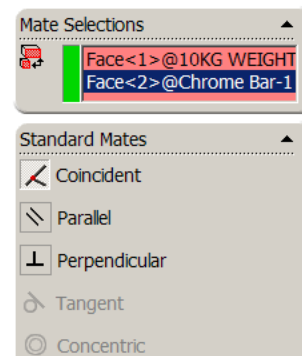 Mate Selections
Face<1>@10KG WEIGHT
Face<2>@Chrome Bar-1
Standard Mates
Coincident
Parallel
Perpendicular
Tangent
Concentric